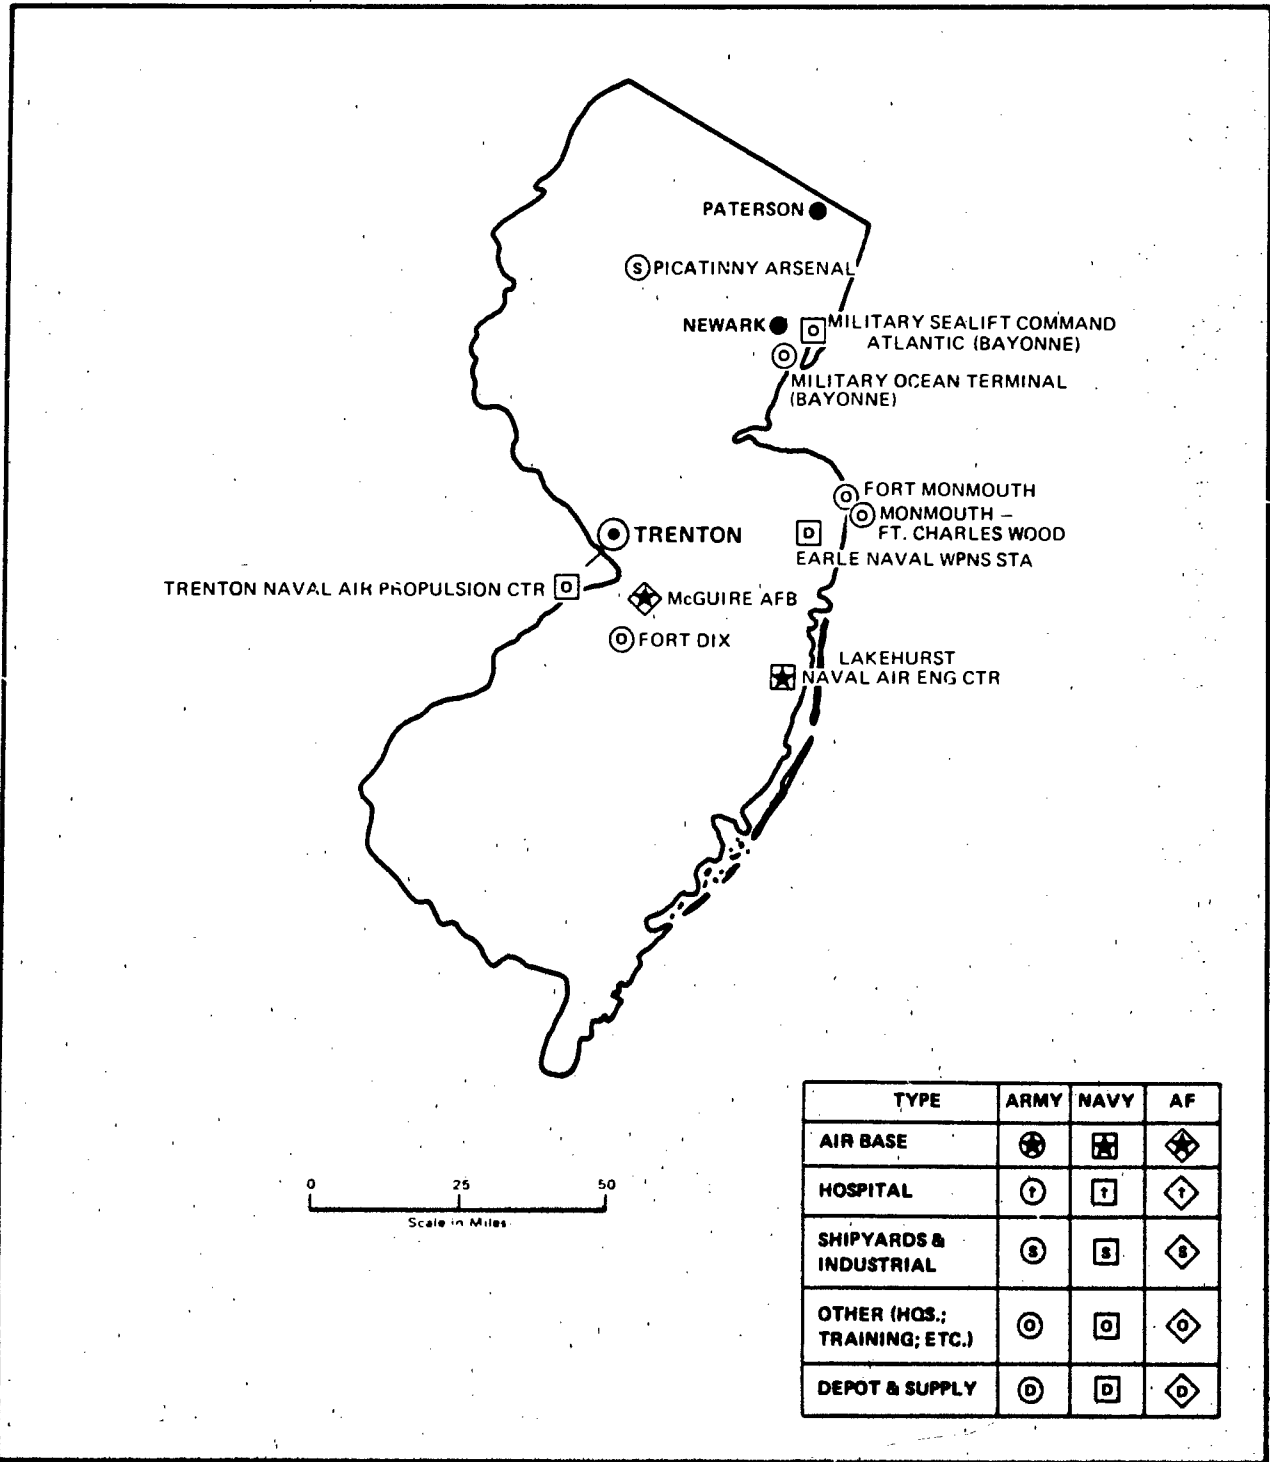 PATERSON
S PICATINNY ARSENAL
NEWARK
O MILITARY SEALIFT COMMAND
ATLANTIC (BAYONNE)
O
MILITARY OCEAN TERMINAL
(BAYONNE)
O FORT MONMOUTH
O MONMOUTH –
FT. CHARLES WOOD
D
EARLE NAVAL WPNS STA
TRENTON
TRENTON NAVAL AIR PROPULSION CTR O
McGUIRE AFB
O FORT DIX
LAKEHURST
NAVAL AIR ENG CTR
0 25 50
Scale in Miles
TYPE ARMY NAVY AF
AIR BASE
HOSPITAL † † †
SHIPYARDS & INDUSTRIAL S S S
OTHER (HQS.; TRAINING; ETC.) O O O
DEPOT & SUPPLY D D D